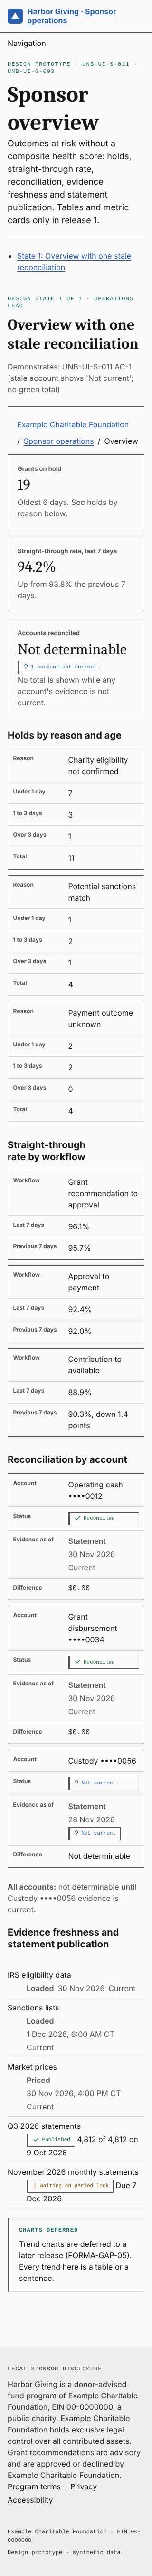 Harbor Giving · Sponsor
operations
Navigation
DESIGN PROTOTYPE · UNB-UI-S-011 ·
UNB-UI-G-003
Sponsor
overview
Outcomes at risk without a
composite health score: holds,
straight-through rate,
reconciliation, evidence
freshness and statement
publication. Tables and metric
cards only in release 1.
State 1: Overview with one stale
reconciliation
DESIGN STATE 1 OF 1 · OPERATIONS
LEAD
Overview with one
stale reconciliation
Demonstrates: UNB-UI-S-011 AC-1
(stale account shows 'Not current';
no green total)
Example Charitable Foundation
/ Sponsor operations / Overview
Grants on hold
19
Oldest 6 days. See holds by
reason below.
Straight-through rate, last 7 days
94.2%
Up from 93.8% the previous 7
days.
Accounts reconciled
Not determinable
? 1 account not current
No total is shown while any
account's evidence is not
current.
Holds by reason and age
Reason Charity eligibility
not confirmed
Under 1 day 7
1 to 3 days 3
Over 3 days 1
Total 11
Reason Potential sanctions
match
Under 1 day 1
1 to 3 days 2
Over 3 days 1
Total 4
Reason Payment outcome
unknown
Under 1 day 2
1 to 3 days 2
Over 3 days 0
Total 4
Straight-through
rate by workflow
Workflow Grant
recommendation to
approval
Last 7 days 96.1%
Previous 7 days 95.7%
Workflow Approval to
payment
Last 7 days 92.4%
Previous 7 days 92.0%
Workflow Contribution to
available
Last 7 days 88.9%
Previous 7 days 90.3%, down 1.4
points
Reconciliation by account
Account Operating cash
••••0012
Status ✓ Reconciled
Evidence as of Statement
30 Nov 2026
Current
Difference $0.00
Account Grant
disbursement
••••0034
Status ✓ Reconciled
Evidence as of Statement
30 Nov 2026
Current
Difference $0.00
Account Custody ••••0056
Status ? Not current
Evidence as of Statement
28 Nov 2026
? Not current
Difference Not determinable
All accounts: not determinable until
Custody ••••0056 evidence is
current.
Evidence freshness and
statement publication
IRS eligibility data
Loaded 30 Nov 2026 Current
Sanctions lists
Loaded
1 Dec 2026, 6:00 AM CT
Current
Market prices
Priced
30 Nov 2026, 4:00 PM CT
Current
Q3 2026 statements
✓ Published 4,812 of 4,812 on
9 Oct 2026
November 2026 monthly statements
! Waiting on period lock Due 7
Dec 2026
CHARTS DEFERRED
Trend charts are deferred to a
later release (FORMA-GAP-05).
Every trend here is a table or a
sentence.
LEGAL SPONSOR DISCLOSURE
Harbor Giving is a donor-advised
fund program of Example Charitable
Foundation, EIN 00-0000000, a
public charity. Example Charitable
Foundation holds exclusive legal
control over all contributed assets.
Grant recommendations are advisory
and are approved or declined by
Example Charitable Foundation.
Program terms Privacy
Accessibility
Example Charitable Foundation · EIN 00-
0000000
Design prototype · synthetic data